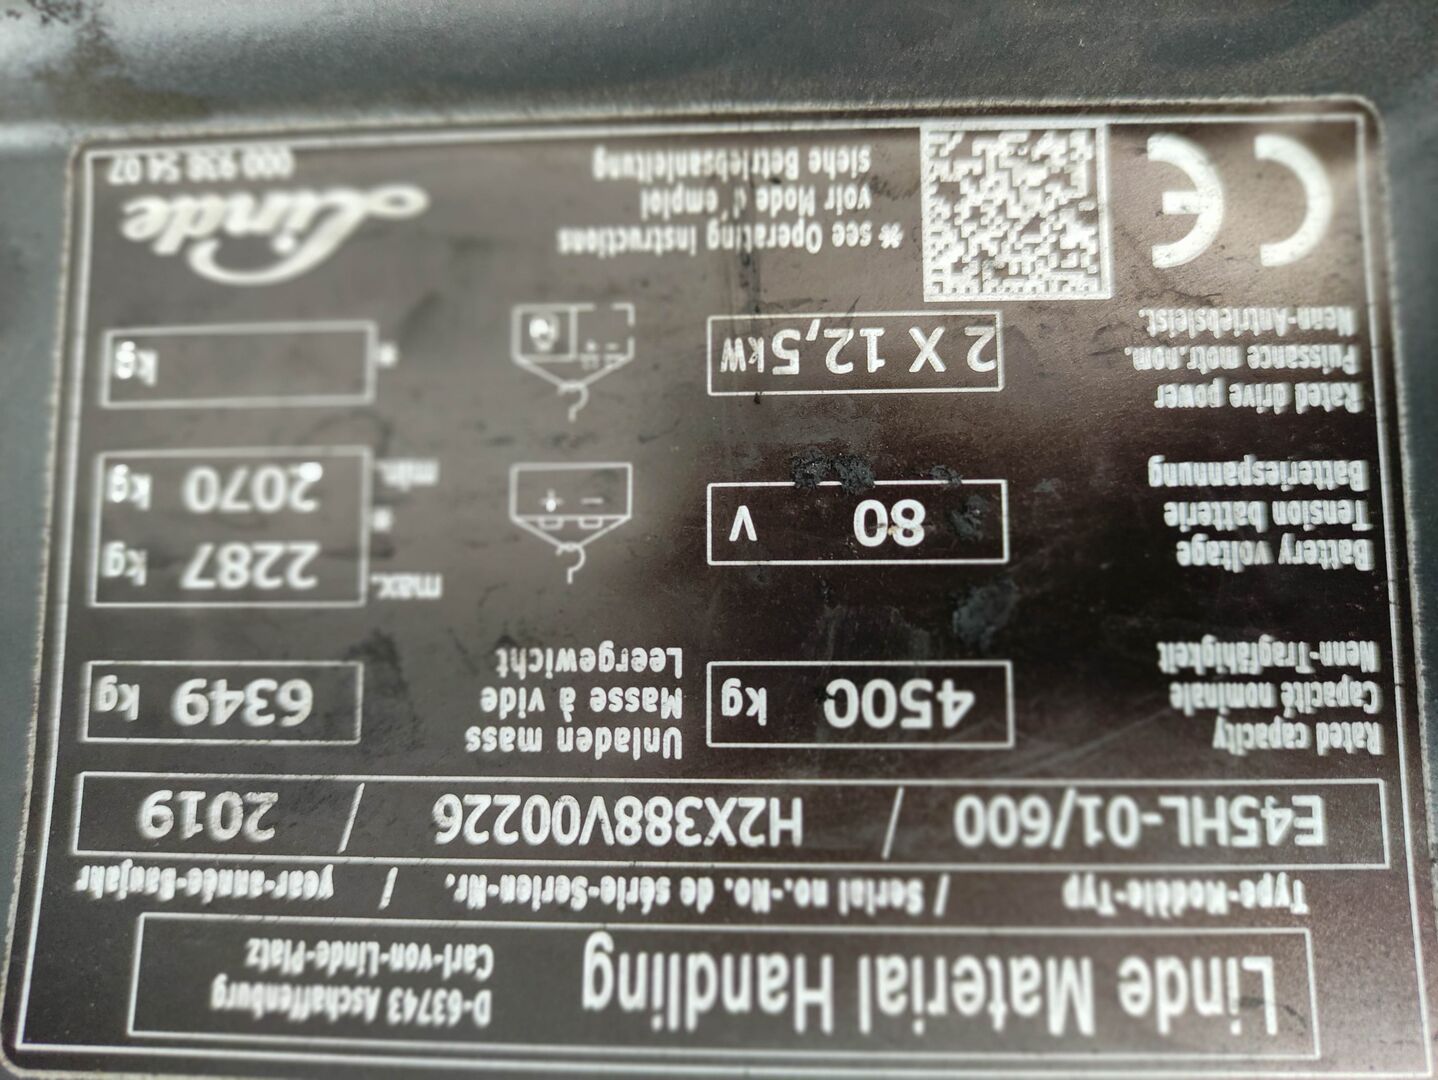 Linde Material Handling
D-63743 Aschaffenburg
Carl-von-Linde-Platz
Type-Modèle-Typ / Serial no.-No. de série-Serien-Nr. / year-année-Baujahr
E45HL-01/600 / H2X388V00226 / 2019
Rated capacity
Capacité nominale
Nenn-Tragfähigkeit
4500 kg
Unladen mass
Masse à vide
Leergewicht
6349 kg
Battery voltage
Tension batterie
Batteriespannung
80 V
- +
max. 2287 kg
*
min. 2070 kg
Rated drive power
Puissance motr.nom.
Nenn-Antriebsleist.
2 X 12,5 kW
* kg
CE
* see Operating instructions
voir Mode d'emploi
siehe Betriebsanleitung
Linde
000 938 54 07